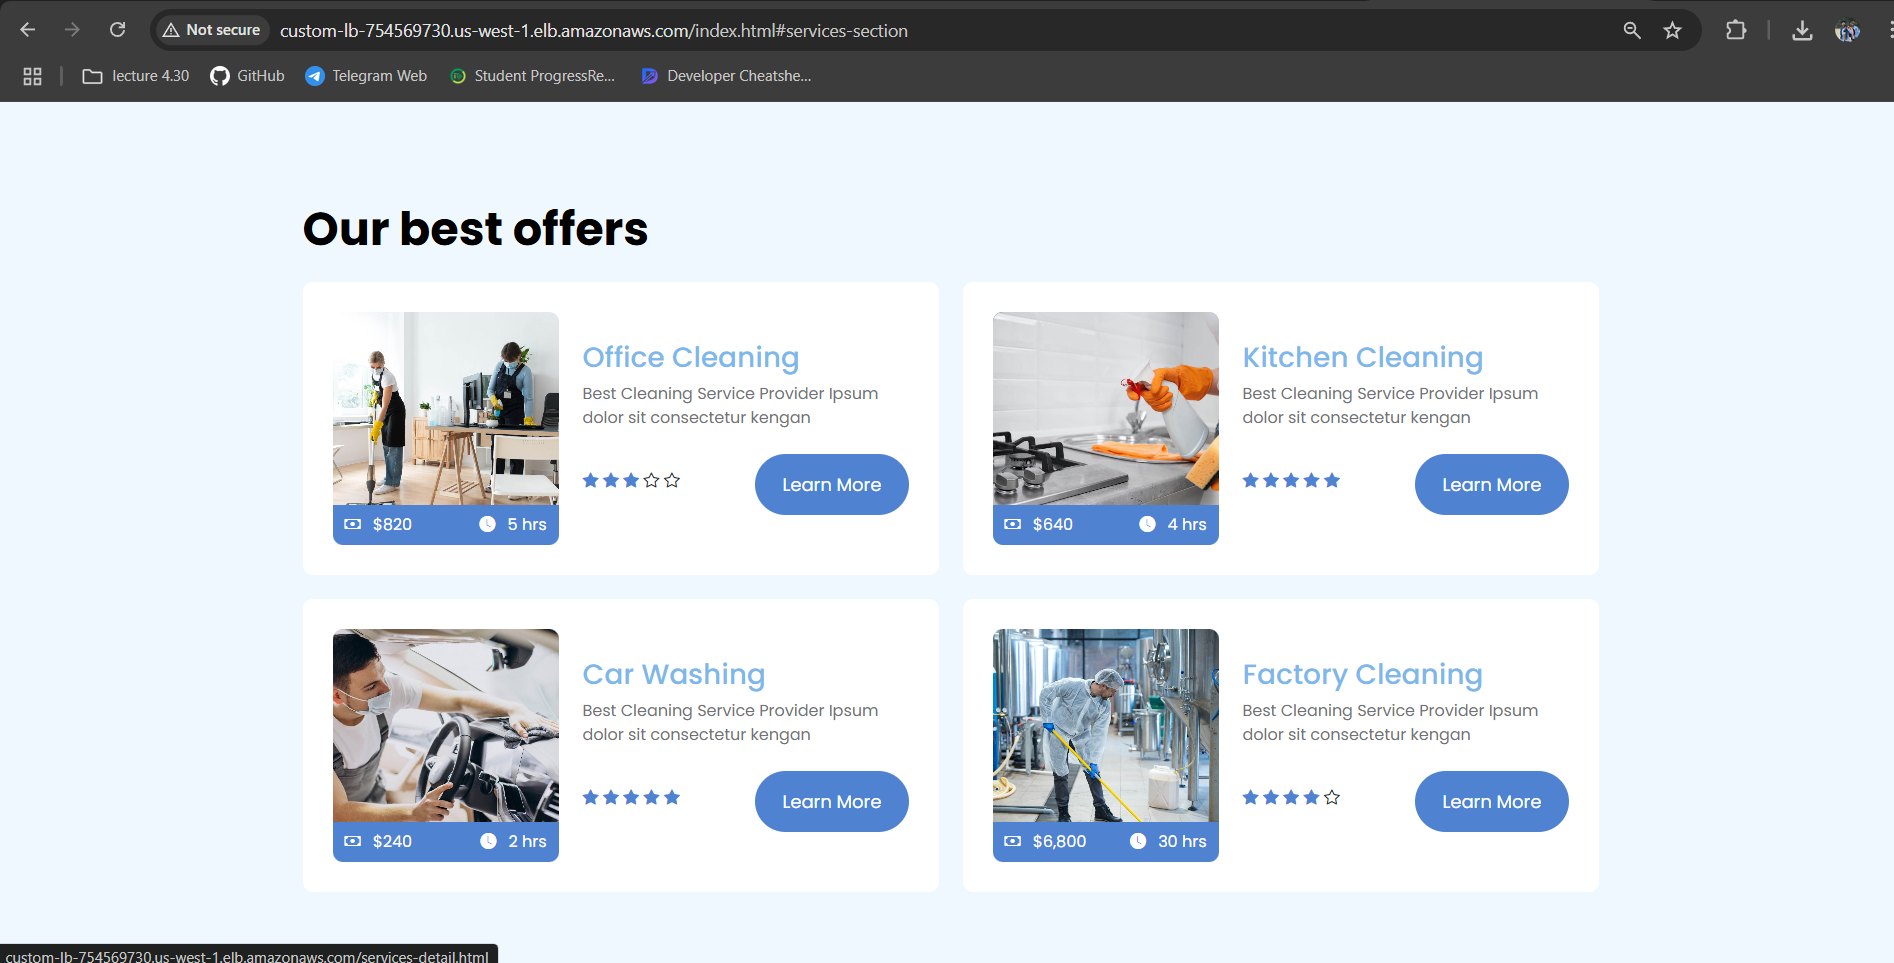 Not secure
custom-lb-754569730.us-west-1.elb.amazonaws.com/index.html#services-section
lecture 4.30
GitHub
Telegram Web
Student ProgressRe...
Developer Cheatshe...
Our best offers
Office Cleaning
Best Cleaning Service Provider Ipsum
dolor sit consectetur kengan
Learn More
$820
5 hrs
Kitchen Cleaning
Best Cleaning Service Provider Ipsum
dolor sit consectetur kengan
Learn More
$640
4 hrs
Car Washing
Best Cleaning Service Provider Ipsum
dolor sit consectetur kengan
Learn More
$240
2 hrs
Factory Cleaning
Best Cleaning Service Provider Ipsum
dolor sit consectetur kengan
Learn More
$6,800
30 hrs
custom-lb-754569730.us-west-1.elb.amazonaws.com/services-detail.html